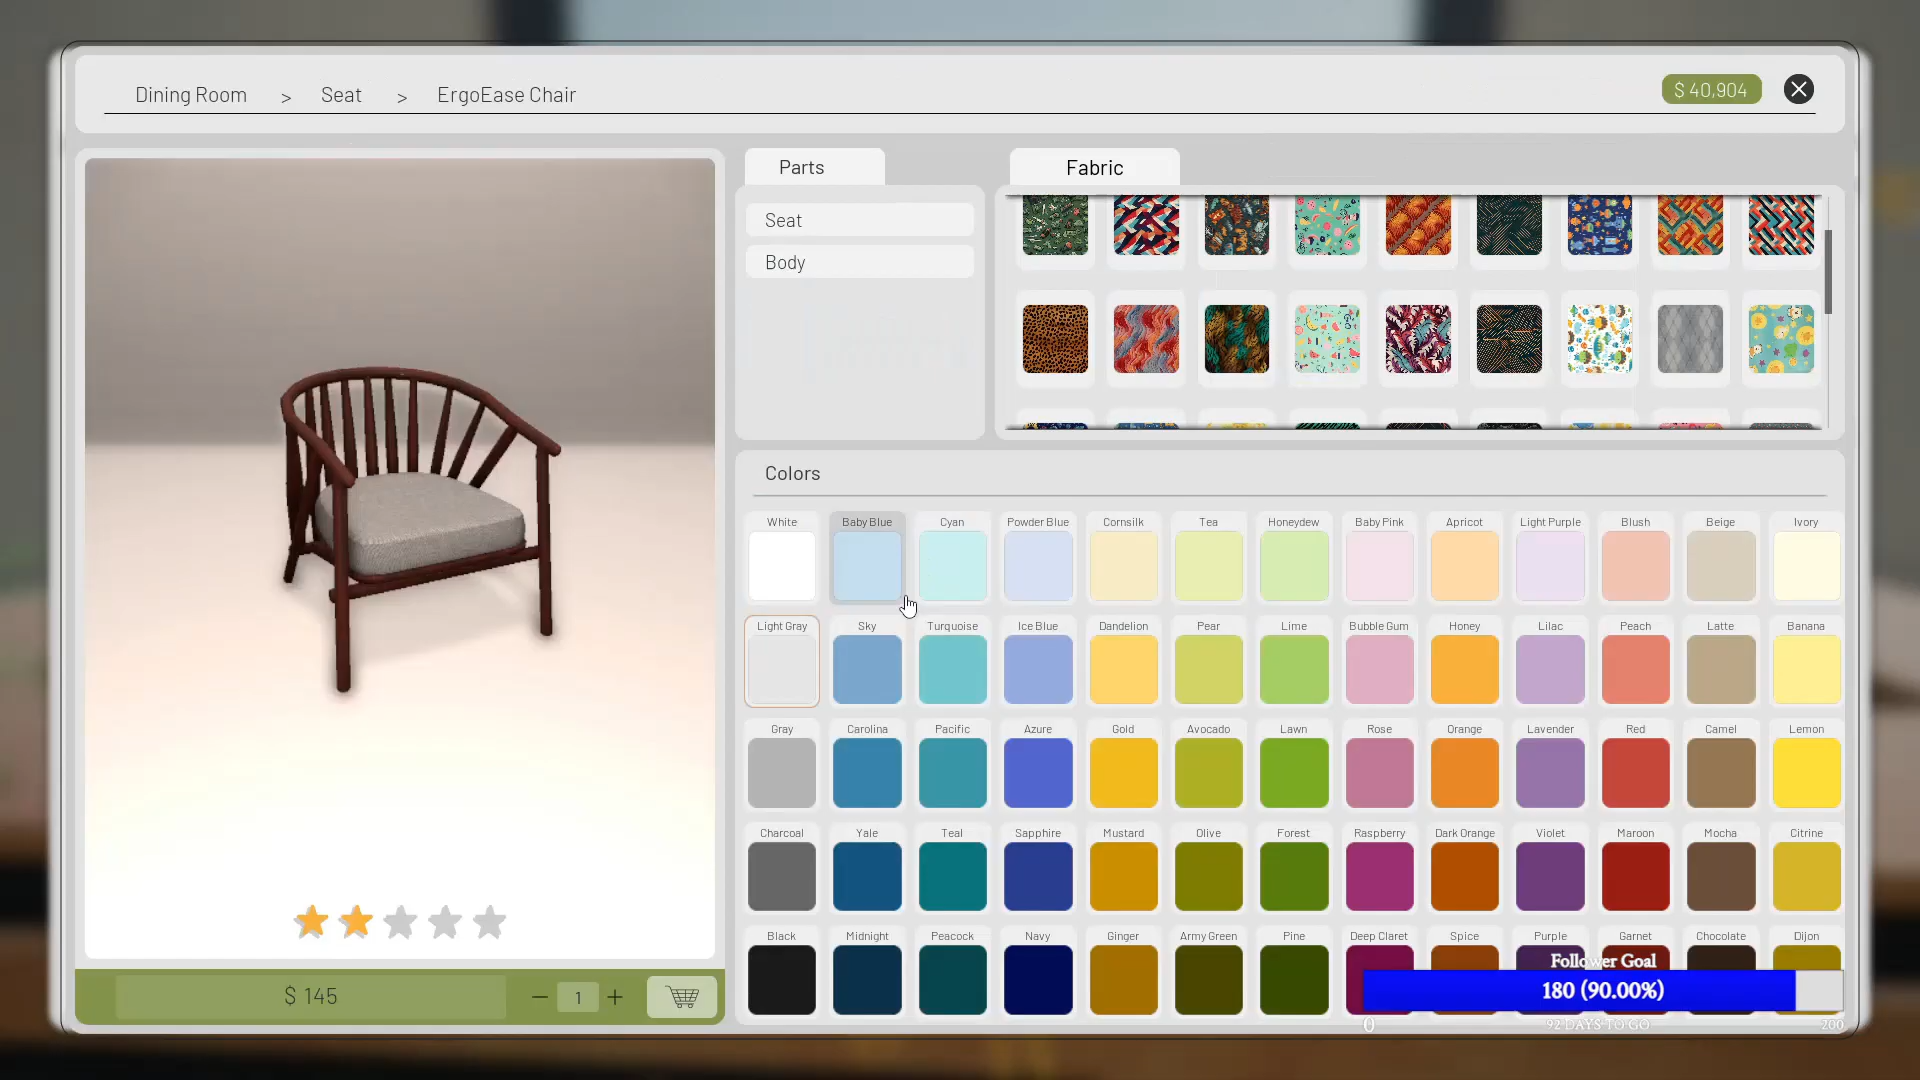 Dining Room > Seat > ErgoEase Chair
$ 40,904
Parts
Fabric
Seat
Body
Colors
White Baby Blue Cyan Powder Blue Cornsilk Tea Honeydew Baby Pink Apricot Light Purple Blush Beige Ivory
Light Gray Sky Turquoise Ice Blue Dandelion Pear Lime Bubble Gum Honey Lilac Peach Latte Banana
Gray Carolina Pacific Azure Gold Avocado Lawn Rose Orange Lavender Red Camel Lemon
Charcoal Yale Teal Sapphire Mustard Olive Forest Raspberry Dark Orange Violet Maroon Mocha Citrine
Black Midnight Peacock Navy Ginger Army Green Pine Deep Claret Spice Purple Garnet Chocolate Dijon
Follower Goal
180 (90.00%)
0 92 DAYS TO GO 200
$ 145
− 1 +